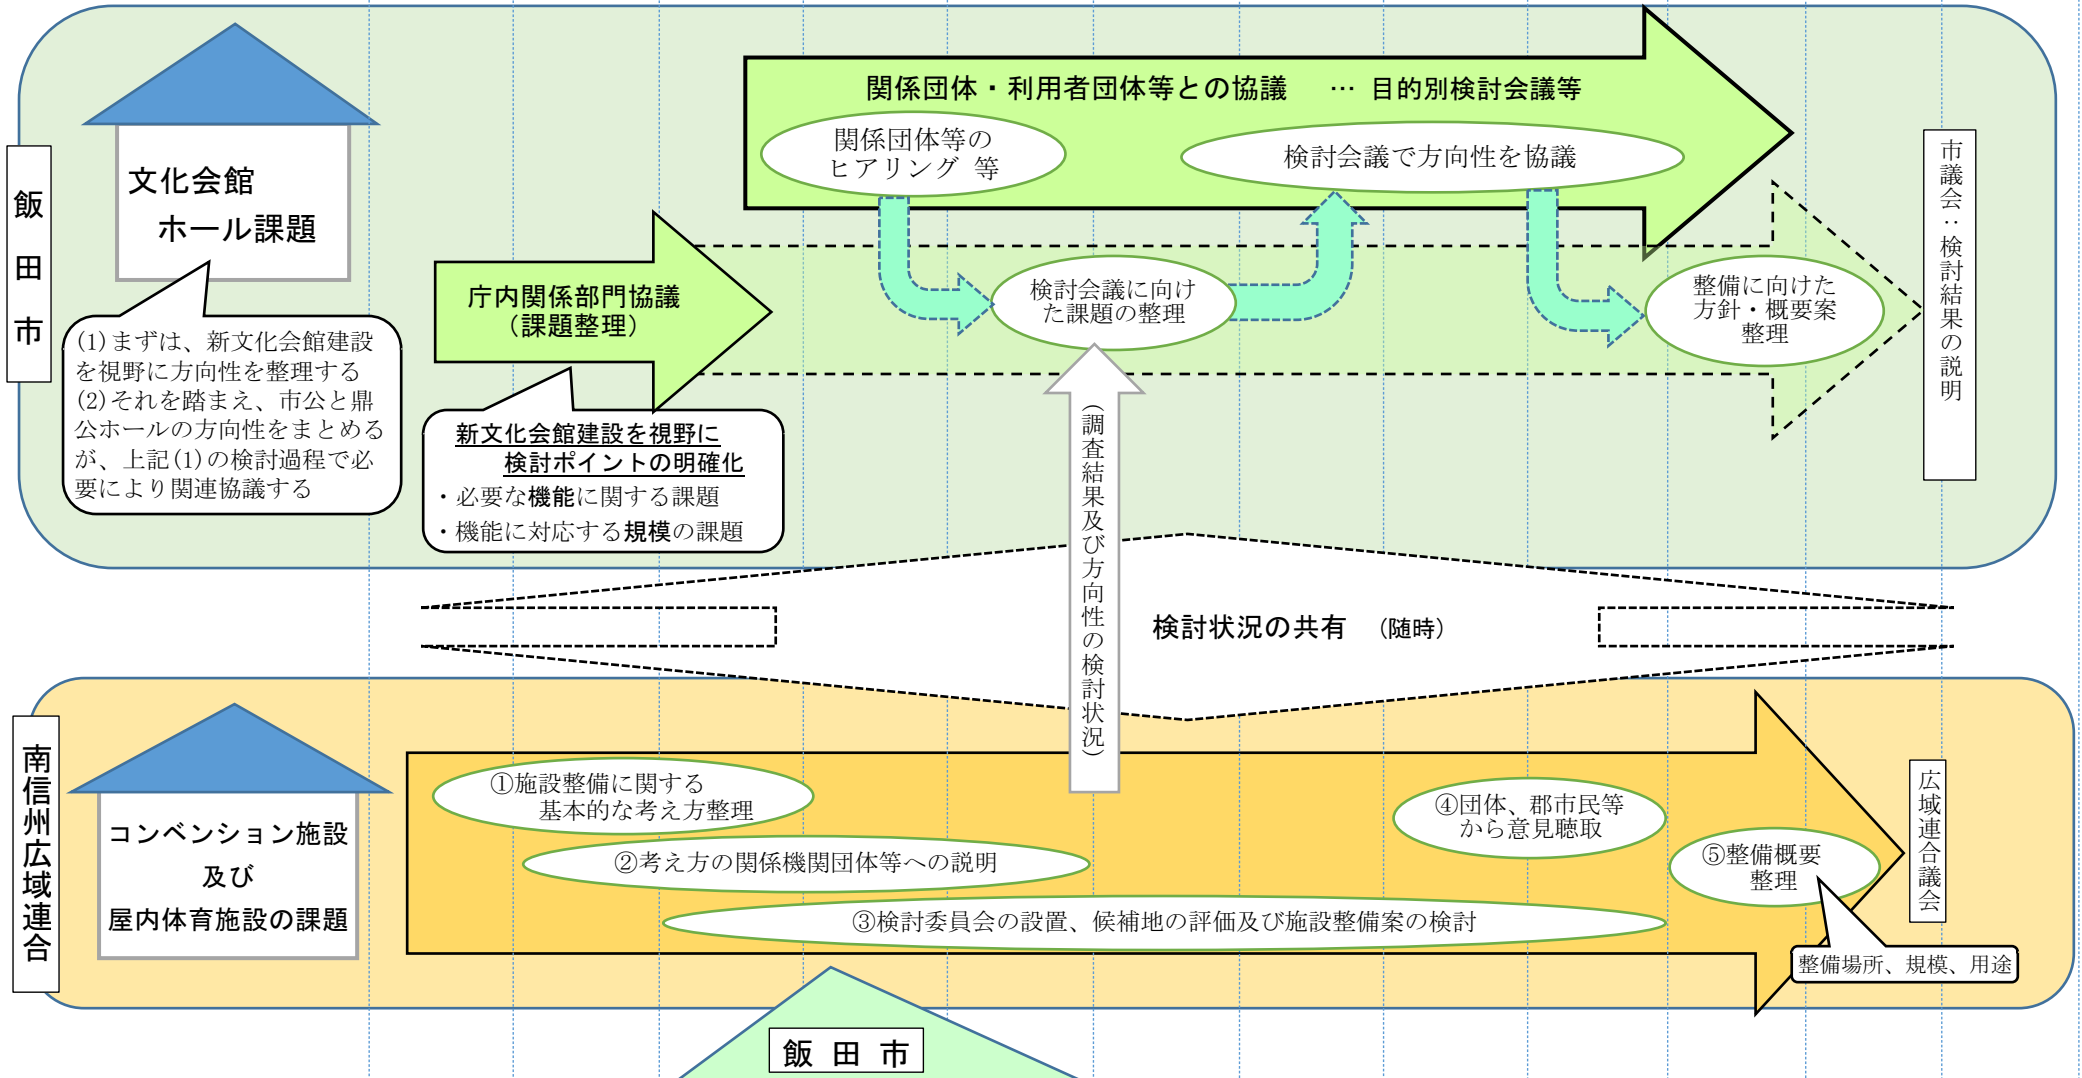 飯田市
文化会館
ホール課題
(1)まずは、新文化会館建設
を視野に方向性を整理する
(2)それを踏まえ、市公と鼎
公ホールの方向性をまとめる
が、上記(1)の検討過程で必
要により関連協議する
庁内関係部門協議
（課題整理）
新文化会館建設を視野に
検討ポイントの明確化
・必要な機能に関する課題
・機能に対応する規模の課題
関係団体・利用者団体等との協議　… 目的別検討会議等
関係団体等の
ヒアリング 等
検討会議で方向性を協議
検討会議に向け
た課題の整理
整備に向けた
方針・概要案
整理
市議会：検討結果の説明
（調査結果及び方向性の検討状況）
検討状況の共有　（随時）
南信州広域連合
コンベンション施設
及び
屋内体育施設の課題
①施設整備に関する
基本的な考え方整理
②考え方の関係機関団体等への説明
③検討委員会の設置、候補地の評価及び施設整備案の検討
④団体、郡市民等
から意見聴取
⑤整備概要
整理
整備場所、規模、用途
広域連合議会
飯田市